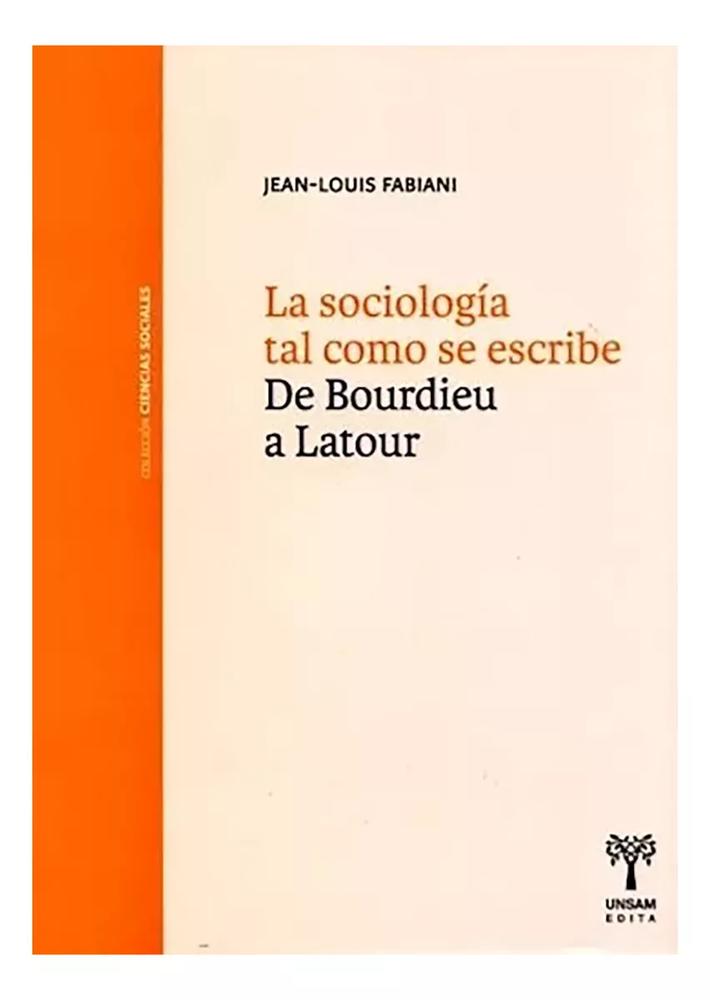 JEAN-LOUIS FABIANI
La sociología
tal como se escribe
De Bourdieu
a Latour
COLECCIÓN CIENCIAS SOCIALES
UNSAM
EDITA